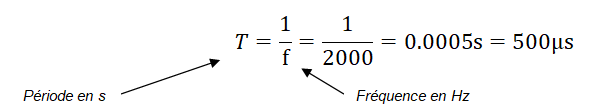 T = 1/f = 1/2000 = 0.0005s = 500μs
Période en s
Fréquence en Hz